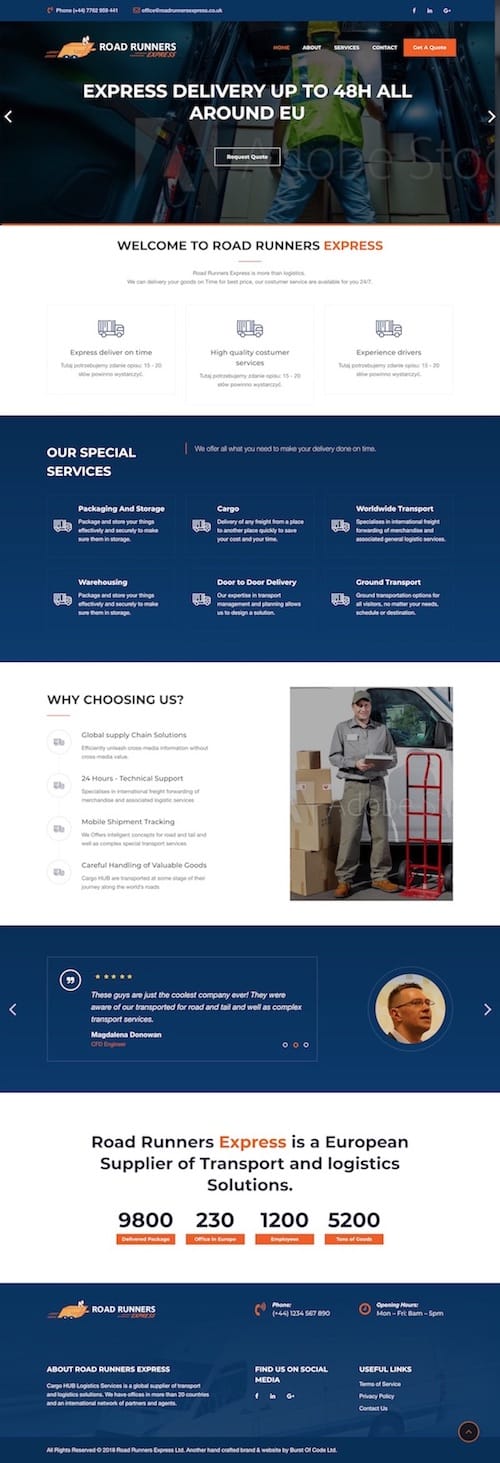 Phone (+44) 7762 959 441
office@roadrunnersexpress.co.uk
ROAD RUNNERS
EXPRESS
HOME ABOUT SERVICES CONTACT Get A Quote
EXPRESS DELIVERY UP TO 48H ALL
AROUND EU
Adobe Stoc
Request Quote
WELCOME TO ROAD RUNNERS EXPRESS
Road Runners Express is more than logistics.
We can delivery your goods on Time for best price, our costumer service are available for you 24/7.
Express deliver on time
Tutaj potrzebujemy zdanie opisu: 15 - 20
słów powinno wystarczyć.
High quality costumer
services
Tutaj potrzebujemy zdanie opisu: 15 - 20
słów powinno wystarczyć.
Experience drivers
Tutaj potrzebujemy zdanie opisu: 15 - 20
słów powinno wystarczyć.
OUR SPECIAL
SERVICES
We offer all what you need to make your delivery done on time.
Packaging And Storage
Package and store your things
effectively and securely to make
sure them in storage.
Cargo
Delivery of any freight from a place
to another place quickly to save
your cost and your time.
Worldwide Transport
Specialises in international freight
forwarding of merchandise and
associated general logistic services.
Warehousing
Package and store your things
effectively and securely to make
sure them in storage.
Door to Door Delivery
Our expertise in transport
management and planning allows
us to design a solution.
Ground Transport
Ground transportation options for
all visitors, no matter your needs,
schedule or destination.
WHY CHOOSING US?
Global supply Chain Solutions
Efficiently unleash cross-media information without
cross-media value.
24 Hours - Technical Support
Specialises in international freight forwarding of
merchandise and associated logistic services
Mobile Shipment Tracking
We Offers intelligent concepts for road and tail and
well as complex special transport services
Careful Handling of Valuable Goods
Cargo HUB are transported at some stage of their
journey along the world's roads
Adobe Sto
These guys are just the coolest company ever! They were
aware of our transported for road and tail and well as complex
transport services.
Magdalena Donowan
CFO Engineer
Road Runners Express is a European
Supplier of Transport and logistics
Solutions.
9800 230 1200 5200
Delivered Package Office In Europe Employees Tons of Goods
ROAD RUNNERS
EXPRESS
Phone:
(+44) 1234 567 890
Opening Hours:
Mon – Fri: 8am – 5pm
ABOUT ROAD RUNNERS EXPRESS
Cargo HUB Logistics Services is a global supplier of transport
and logistics solutions. We have offices in more than 20 countries
and an international network of partners and agents.
FIND US ON SOCIAL
MEDIA
USEFUL LINKS
Terms of Service
Privacy Policy
Contact Us
All Rights Reserved © 2018 Road Runners Express Ltd. Another hand crafted brand & website by Burst Of Code Ltd.